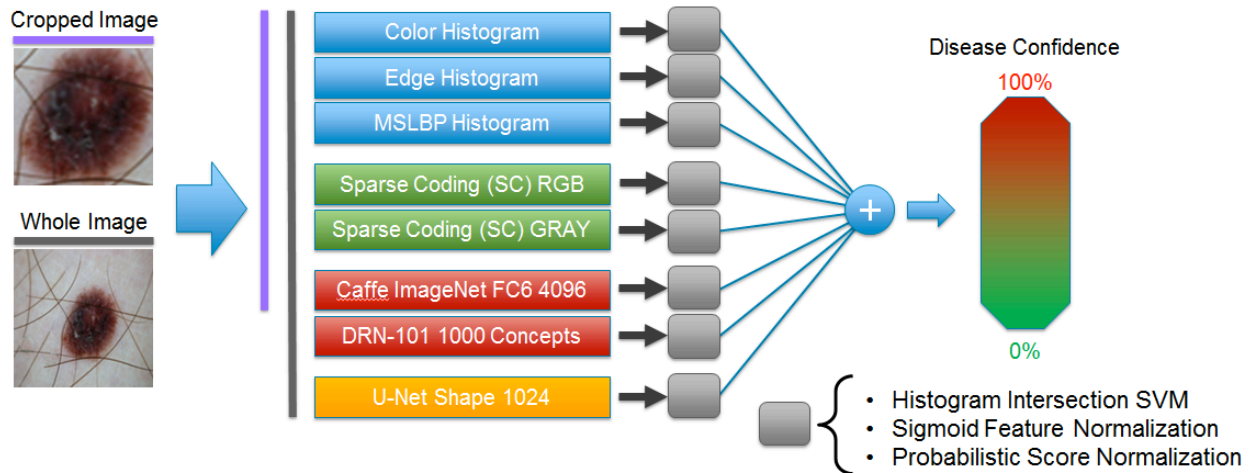 Cropped Image
Whole Image
Color Histogram
Edge Histogram
MSLBP Histogram
Sparse Coding (SC) RGB
Sparse Coding (SC) GRAY
Caffe ImageNet FC6 4096
DRN-101 1000 Concepts
U-Net Shape 1024
+
Disease Confidence
100%
0%
• Histogram Intersection SVM
• Sigmoid Feature Normalization
• Probabilistic Score Normalization